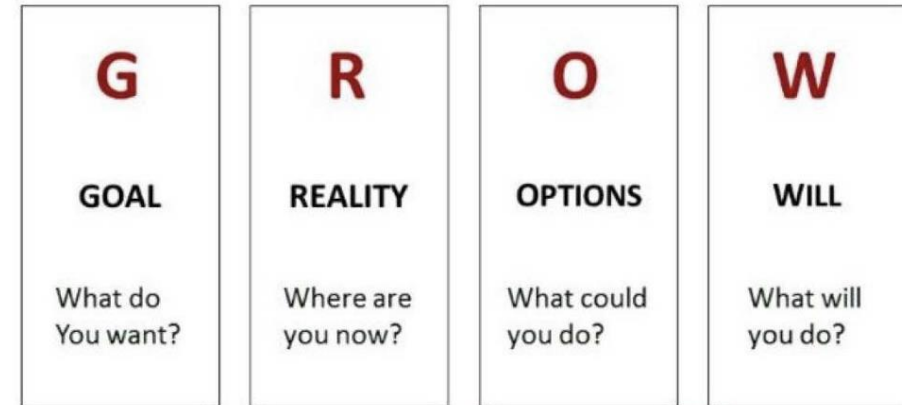 G
GOAL
What do
You want?
R
REALITY
Where are
you now?
O
OPTIONS
What could
you do?
W
WILL
What will
you do?